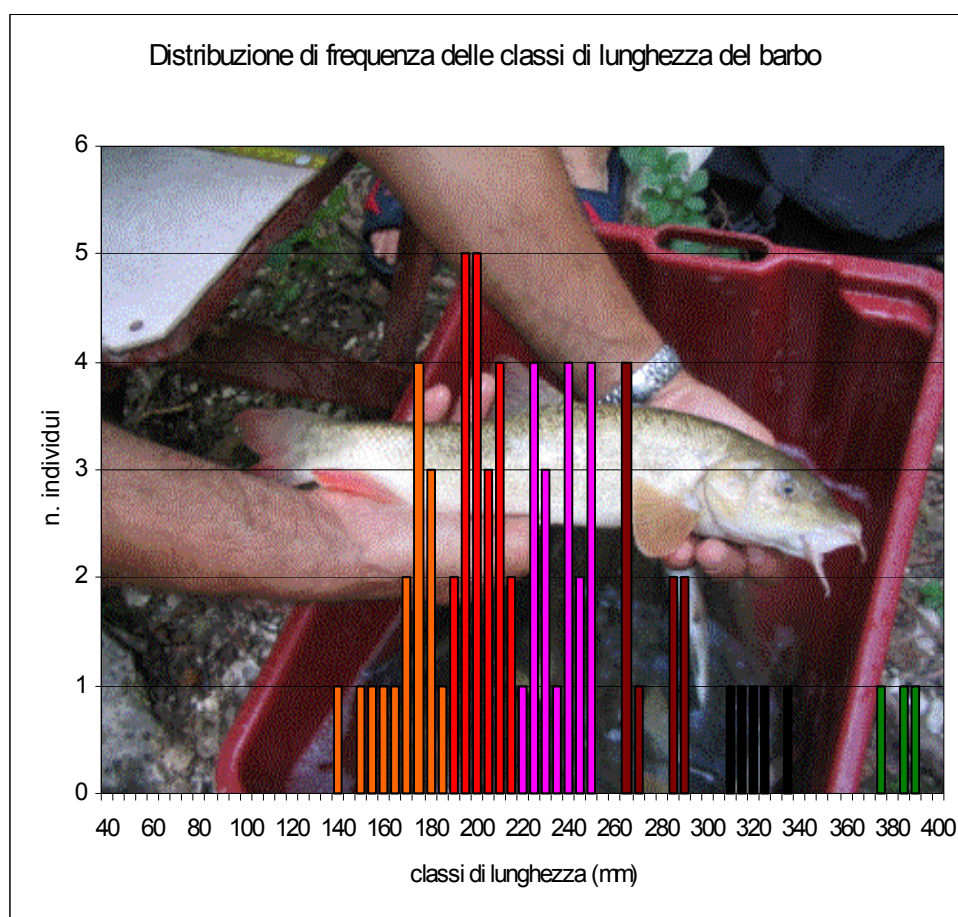 Distribuzione di frequenza delle classi di lunghezza del barbo
6
5
4
3
2
1
0
n. individui
40 60 80 100 120 140 160 180 200 220 240 260 280 300 320 340 360 380 400
classi di lunghezza (mm)